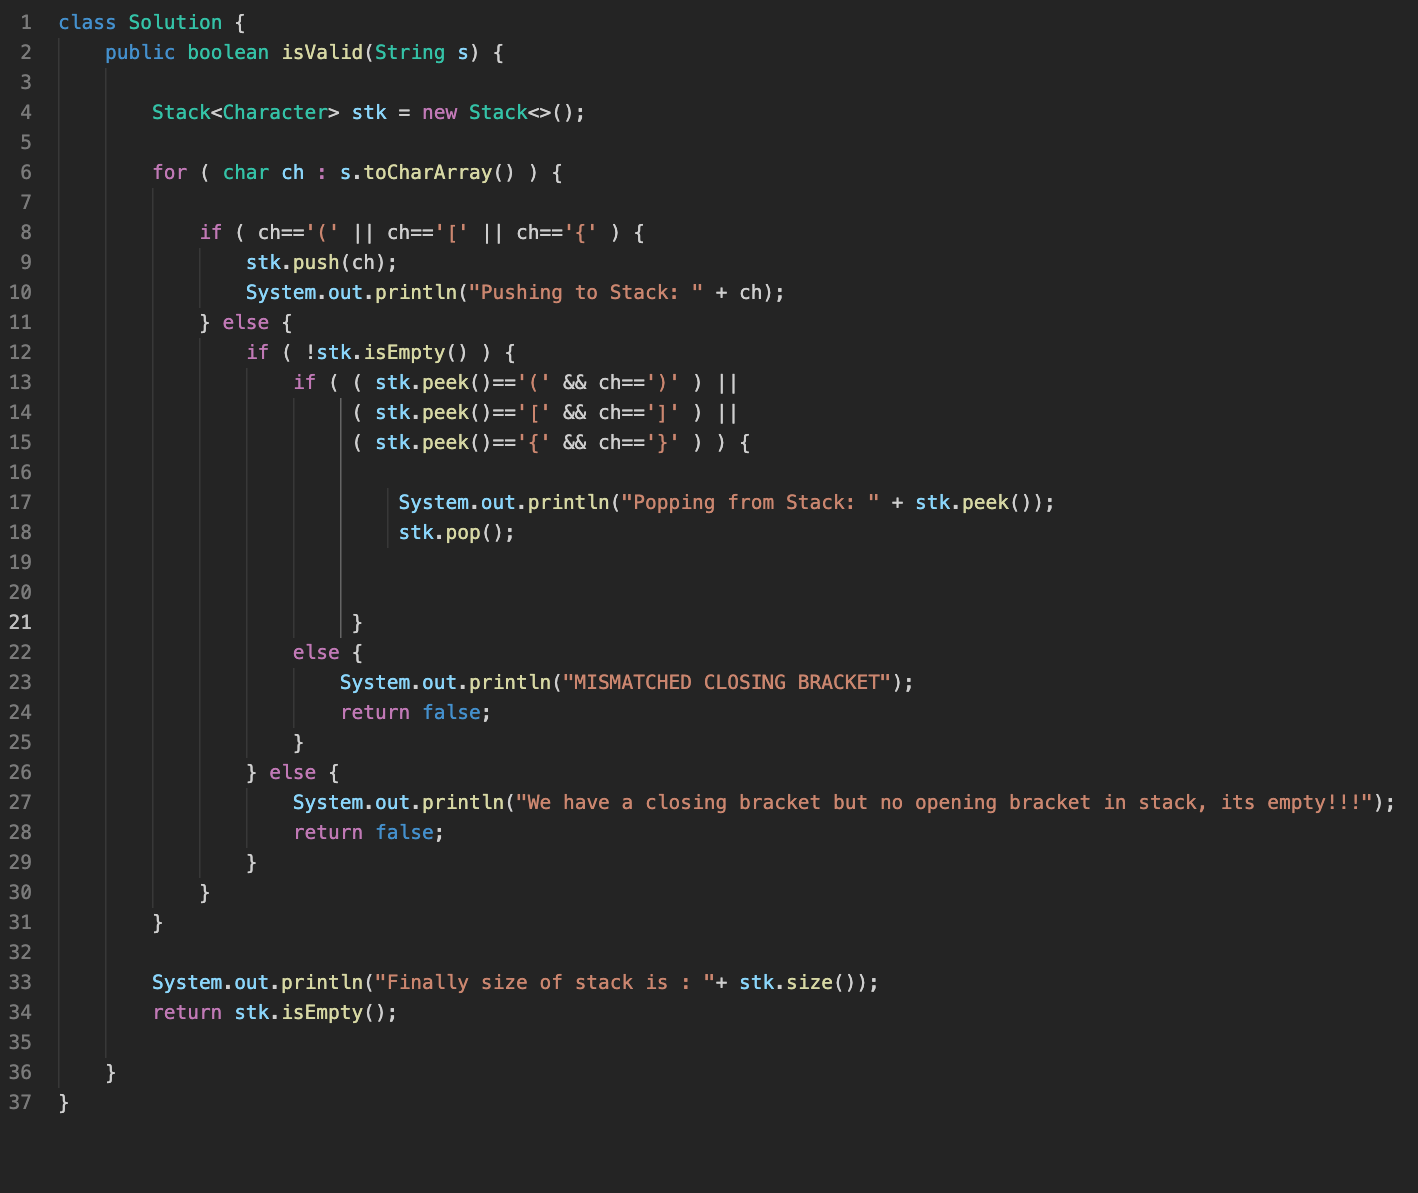 1 class Solution {
2 public boolean isValid(String s) {
3
4 Stack<Character> stk = new Stack<>();
5
6 for ( char ch : s.toCharArray() ) {
7
8 if ( ch=='(' || ch=='[' || ch=='{' ) {
9 stk.push(ch);
10 System.out.println("Pushing to Stack: " + ch);
11 } else {
12 if ( !stk.isEmpty() ) {
13 if ( ( stk.peek()=='(' && ch==')' ) ||
14 ( stk.peek()=='[' && ch==']' ) ||
15 ( stk.peek()=='{' && ch=='}' ) ) {
16
17 System.out.println("Popping from Stack: " + stk.peek());
18 stk.pop();
19
20
21 }
22 else {
23 System.out.println("MISMATCHED CLOSING BRACKET");
24 return false;
25 }
26 } else {
27 System.out.println("We have a closing bracket but no opening bracket in stack, its empty!!!");
28 return false;
29 }
30 }
31 }
32
33 System.out.println("Finally size of stack is : "+ stk.size());
34 return stk.isEmpty();
35
36 }
37 }